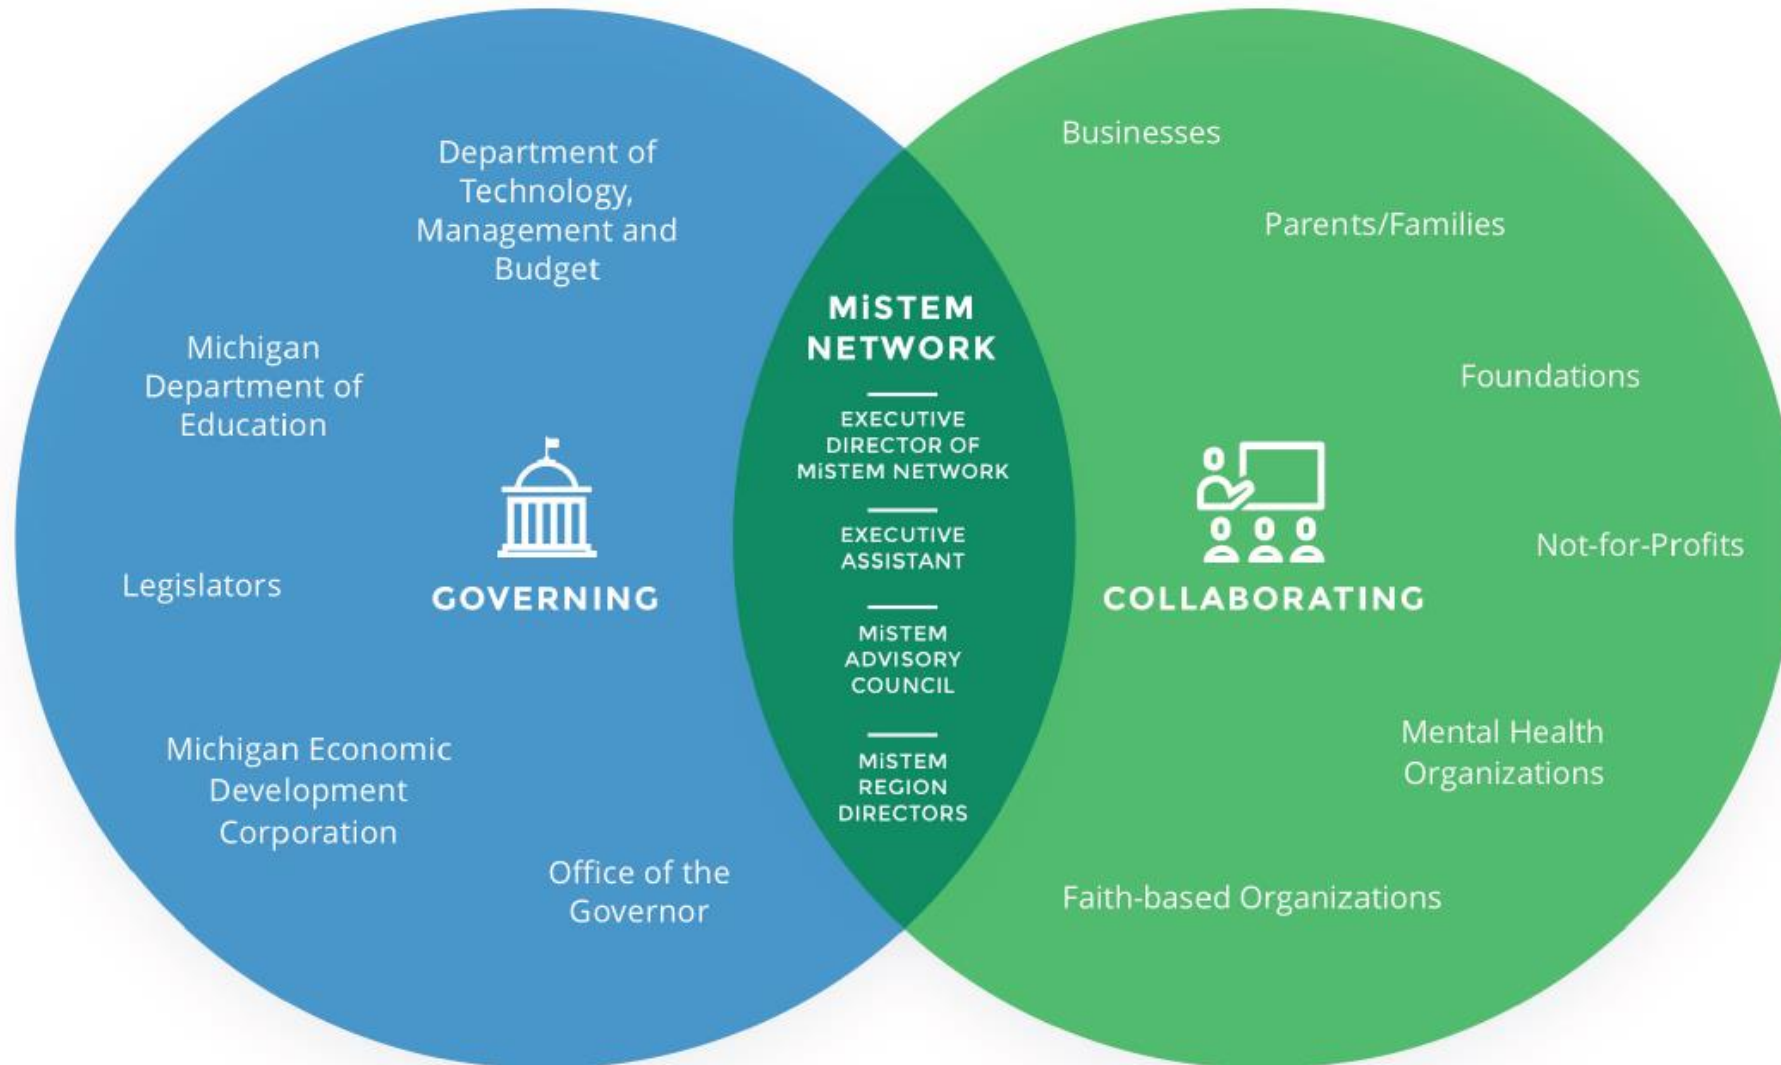 Department of
Technology,
Management and
Budget
Michigan
Department of
Education
GOVERNING
Legislators
Michigan Economic
Development
Corporation
Office of the
Governor
MiSTEM
NETWORK
EXECUTIVE
DIRECTOR OF
MiSTEM NETWORK
EXECUTIVE
ASSISTANT
MiSTEM
ADVISORY
COUNCIL
MiSTEM
REGION
DIRECTORS
Businesses
Parents/Families
Foundations
Not-for-Profits
COLLABORATING
Mental Health
Organizations
Faith-based Organizations